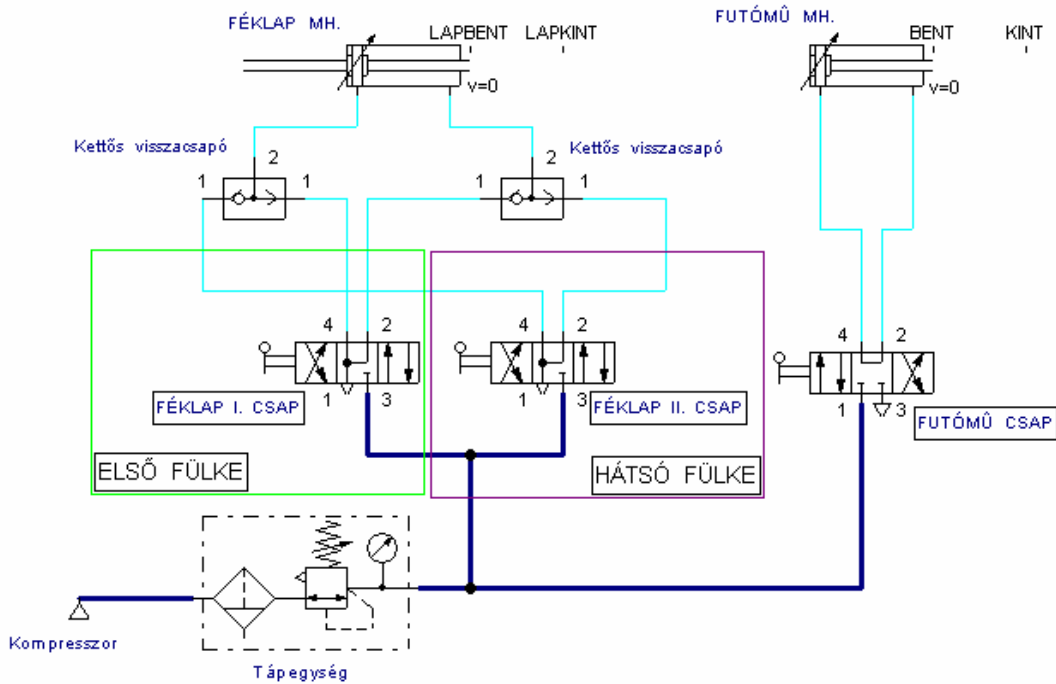 FÉKLAP MH.
LAPBENT LAPKINT
v=0
FUTÓMÛ MH.
BENT KINT
v=0
Kettős visszacsapó
2
1 1
Kettős visszacsapó
2
1 1
4 2
1 3
FÉKLAP I. CSAP
ELSŐ FÜLKE
4 2
1 3
FÉKLAP II. CSAP
HÁTSÓ FÜLKE
4 2
1 3
FUTÓMÛ CSAP
Kompresszor
Tápegység